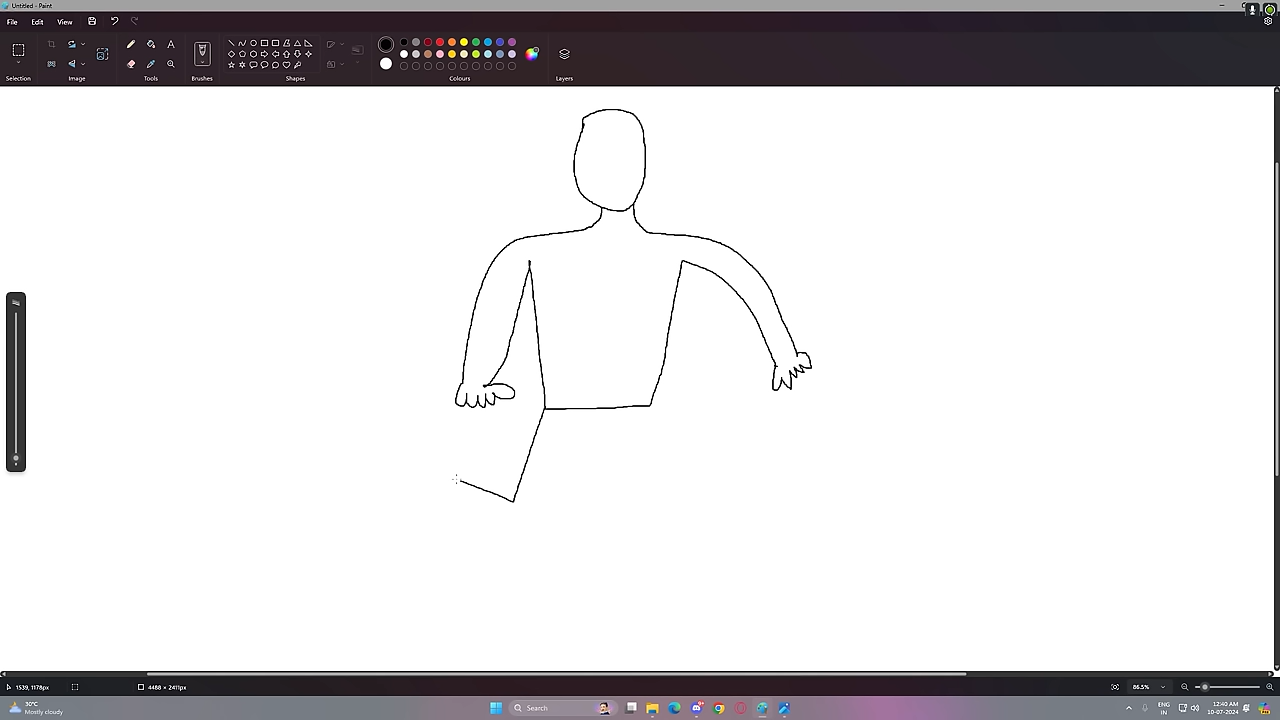 Untitled - Paint
File Edit View
Selection Image Tools Brushes Shapes Colours Layers
1539, 1178px 4488 × 2411px 86.5%
30°C
Mostly cloudy
Search
ENG
IN
12:40 AM
10-07-2024